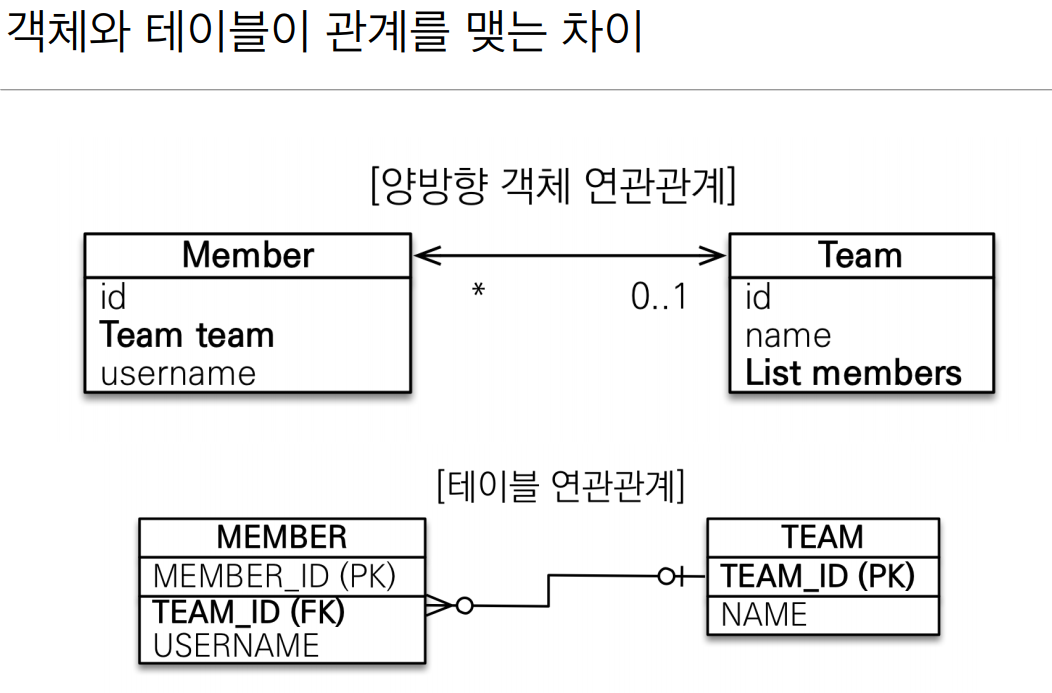 객체와 테이블이 관계를 맺는 차이
[양방향 객체 연관관계]
Member
id
Team team
username
* 0..1
Team
id
name
List members
[테이블 연관관계]
MEMBER
MEMBER_ID (PK)
TEAM_ID (FK)
USERNAME
TEAM
TEAM_ID (PK)
NAME